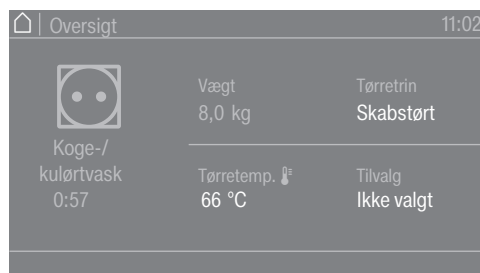 Oversigt 11:02
Koge-/
kulørtvask
0:57
Vægt
8,0 kg
Tørretrin
Skabstørt
Tørretemp.
66 °C
Tilvalg
Ikke valgt